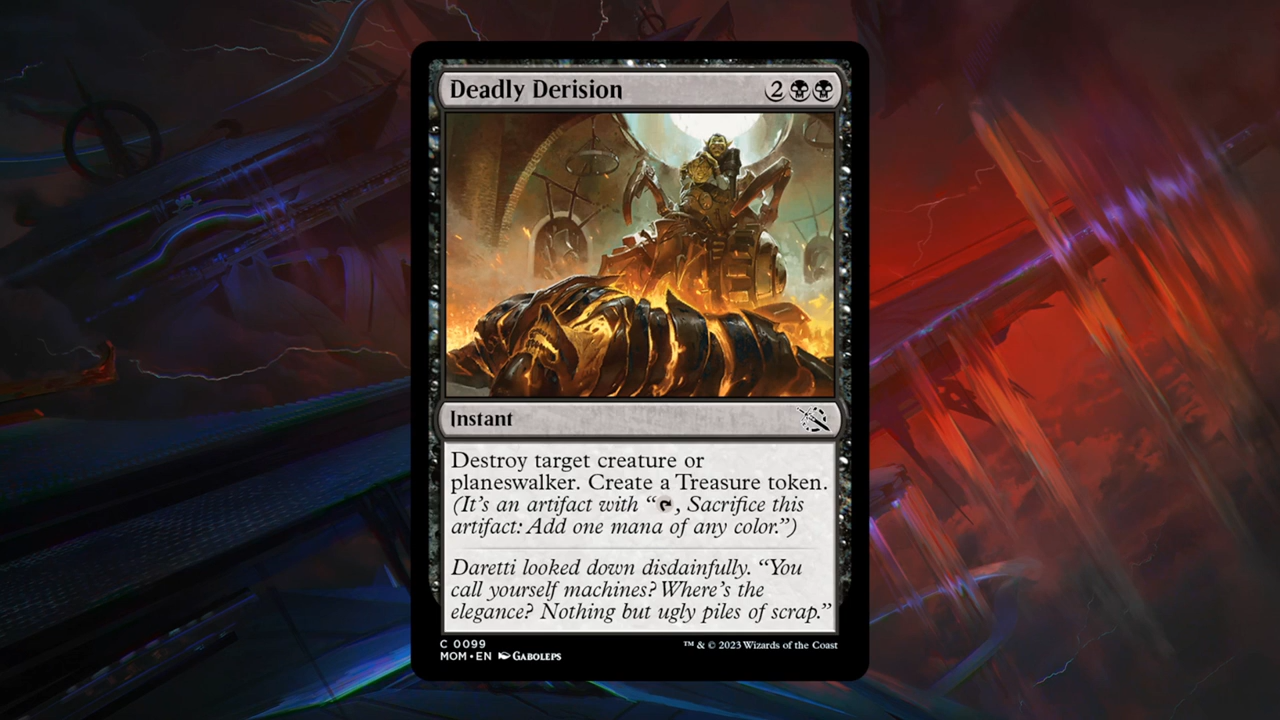 Deadly Derision 2
Instant
Destroy target creature or
planeswalker. Create a Treasure token.
(It's an artifact with “, Sacrifice this
artifact: Add one mana of any color.”)
Daretti looked down disdainfully. “You
call yourself machines? Where's the
elegance? Nothing but ugly piles of scrap.”
C 0099
MOM • EN Gaboleps
™ & © 2023 Wizards of the Coast